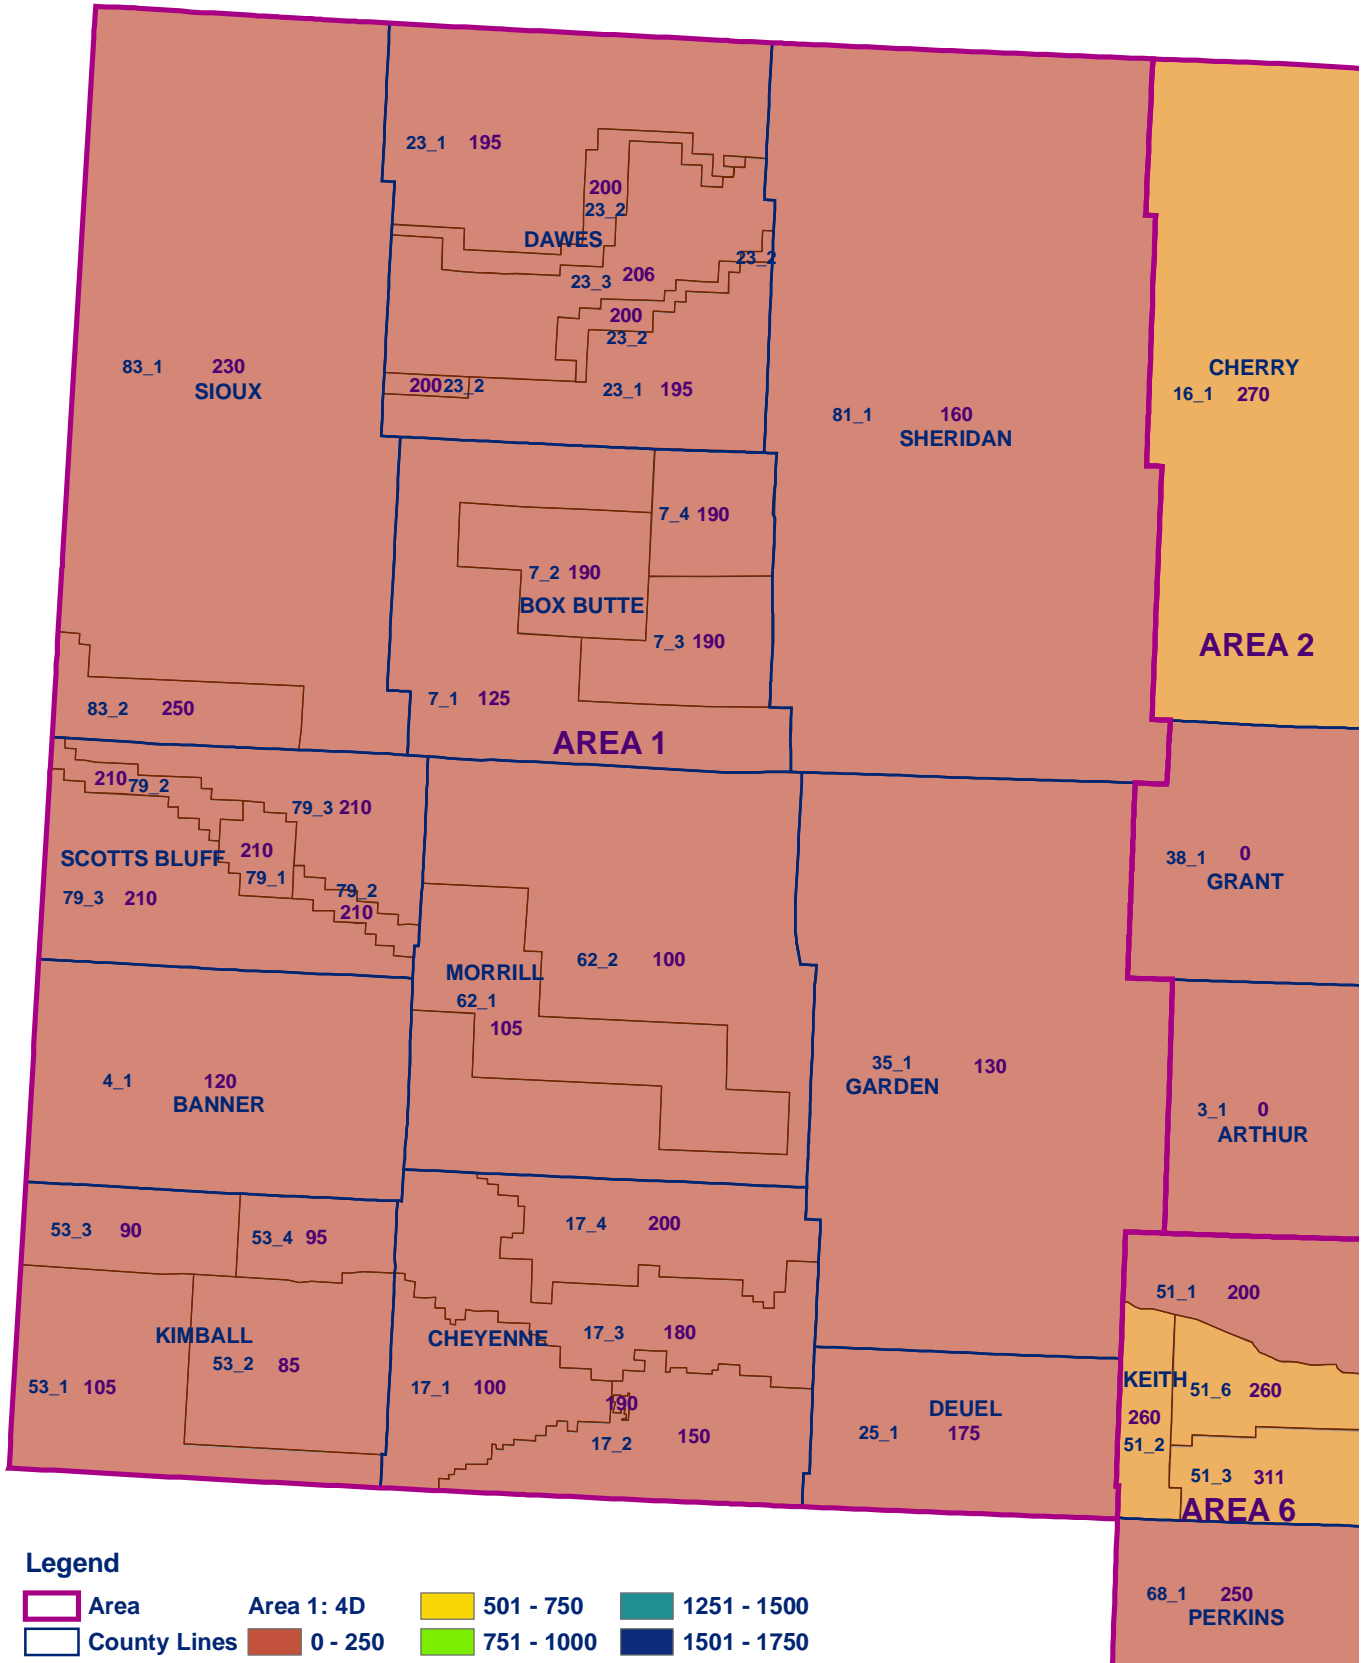 23_1 195
200
23_2
DAWES
23_2
23_3 206
200
23_2
83_1 230
SIOUX
200 23_2
23_1 195
CHERRY
16_1 270
81_1 160
SHERIDAN
7_4 190
7_2 190
BOX BUTTE
7_3 190
AREA 2
83_2 250
7_1 125
AREA 1
210 79_2
79_3 210
SCOTTS BLUFF
210
79_1
79_2
210
79_3 210
38_1 0
GRANT
62_2 100
MORRILL
62_1
105
4_1 120
BANNER
35_1 130
GARDEN
3_1 0
ARTHUR
53_3 90
53_4 95
17_4 200
51_1 200
KIMBALL
53_2 85
53_1 105
CHEYENNE
17_3 180
17_1 100
190
17_2 150
DEUEL
25_1 175
KEITH
51_6 260
260
51_2
51_3 311
AREA 6
68_1 250
PERKINS
Legend
Area
County Lines
Area 1: 4D
0 - 250
501 - 750
751 - 1000
1251 - 1500
1501 - 1750